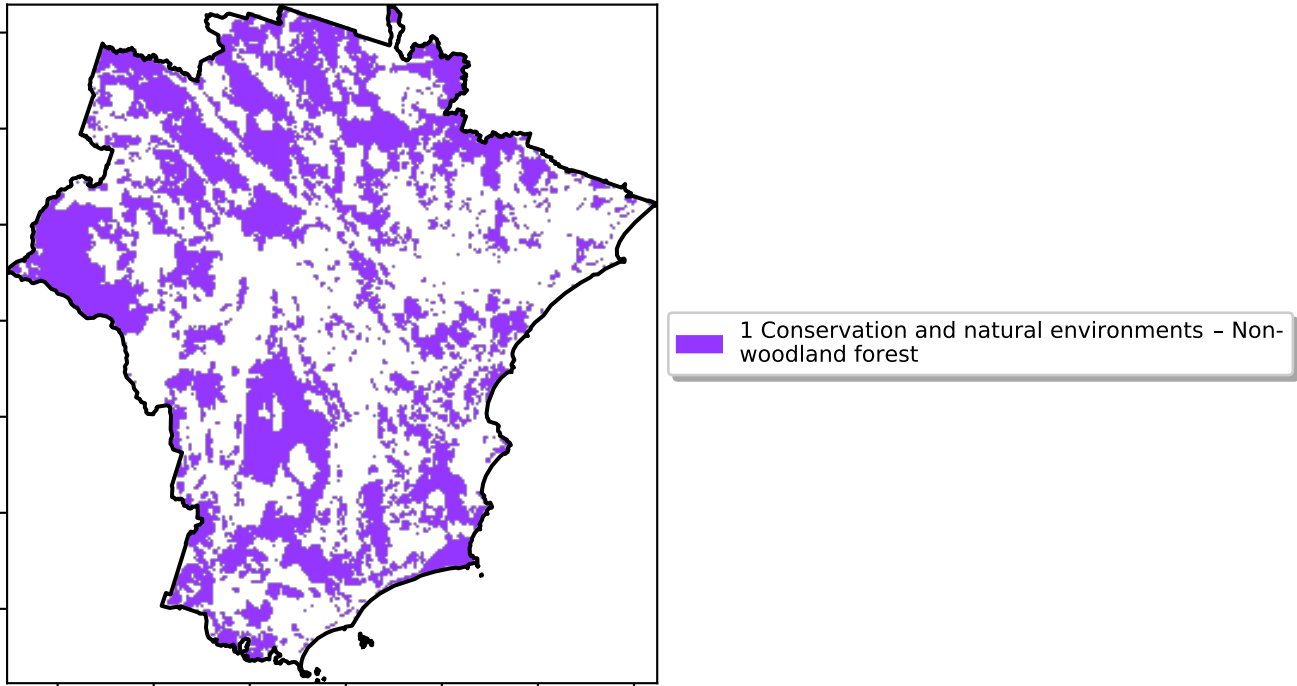 1 Conservation and natural environments – Non-
woodland forest